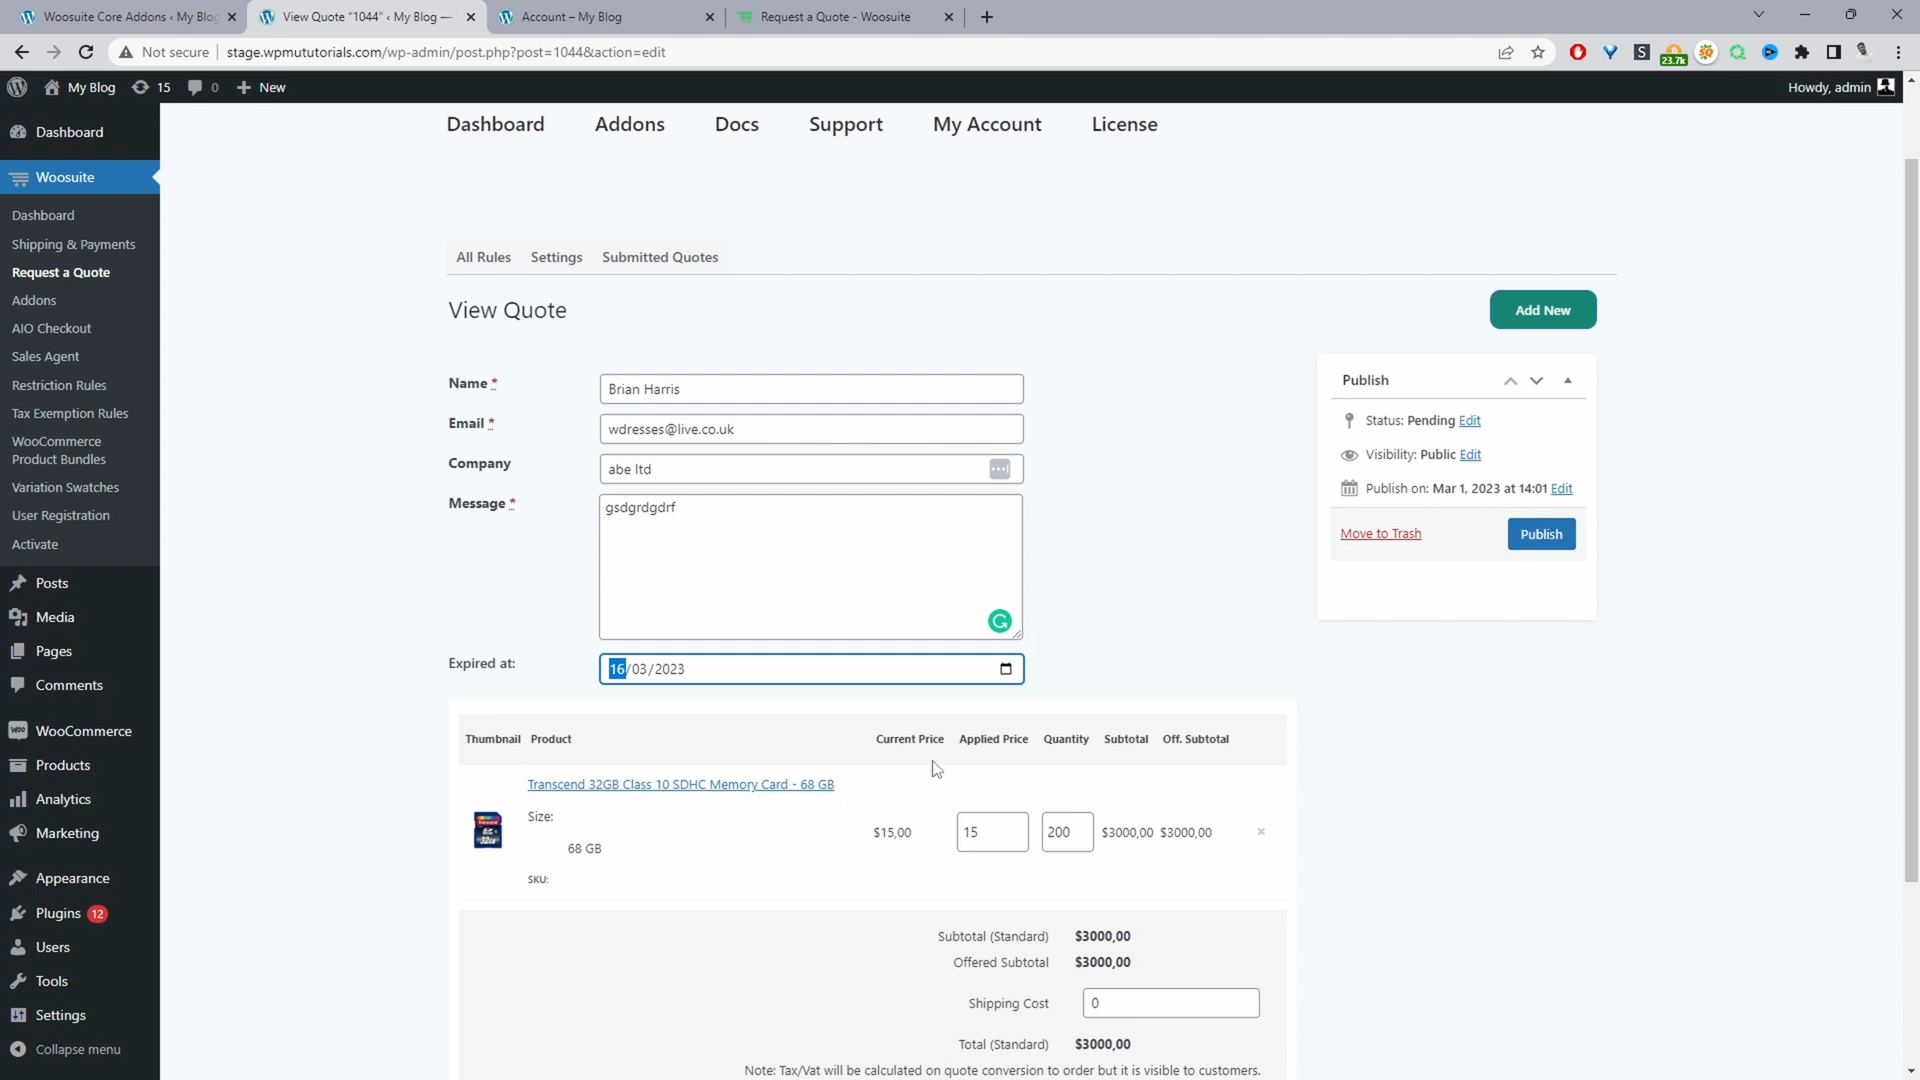 Woosuite Core Addons ‹ My Blog
View Quote "1044" ‹ My Blog —
Account – My Blog
Request a Quote - Woosuite
Not secure
stage.wpmututorials.com/wp-admin/post.php?post=1044&action=edit
23.7k
My Blog
15
0
New
Howdy, admin
Dashboard
Woosuite
Dashboard
Shipping & Payments
Request a Quote
Addons
AIO Checkout
Sales Agent
Restriction Rules
Tax Exemption Rules
WooCommerce
Product Bundles
Variation Swatches
User Registration
Activate
Posts
Media
Pages
Comments
WooCommerce
Products
Analytics
Marketing
Appearance
Plugins 12
Users
Tools
Settings
Collapse menu
Dashboard Addons Docs Support My Account License
All Rules Settings Submitted Quotes
View Quote
Add New
Name *
Brian Harris
Email *
wdresses@live.co.uk
Company
abe ltd
Message *
gsdgrdgdrf
Expired at:
16/03/2023
Publish
Status: Pending Edit
Visibility: Public Edit
Publish on: Mar 1, 2023 at 14:01 Edit
Move to Trash
Publish
Thumbnail Product Current Price Applied Price Quantity Subtotal Off. Subtotal
Transcend 32GB Class 10 SDHC Memory Card - 68 GB
Size:
68 GB
SKU:
$15,00 15 200 $3000,00 $3000,00 ×
Subtotal (Standard) $3000,00
Offered Subtotal $3000,00
Shipping Cost 0
Total (Standard) $3000,00
Note: Tax/Vat will be calculated on quote conversion to order but it is visible to customers.